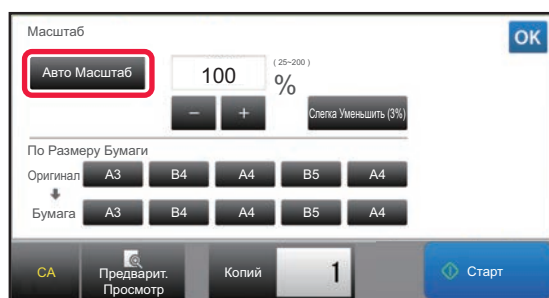 Масштаб
OK
Авто Масштаб
100
(25~200)
%
−
+
Слегка Уменьшить (3%)
По Размеру Бумаги
Оригинал A3 B4 A4 B5 A4
Бумага A3 B4 A4 B5 A4
CA
Предварит.
Просмотр
Копий
1
Старт